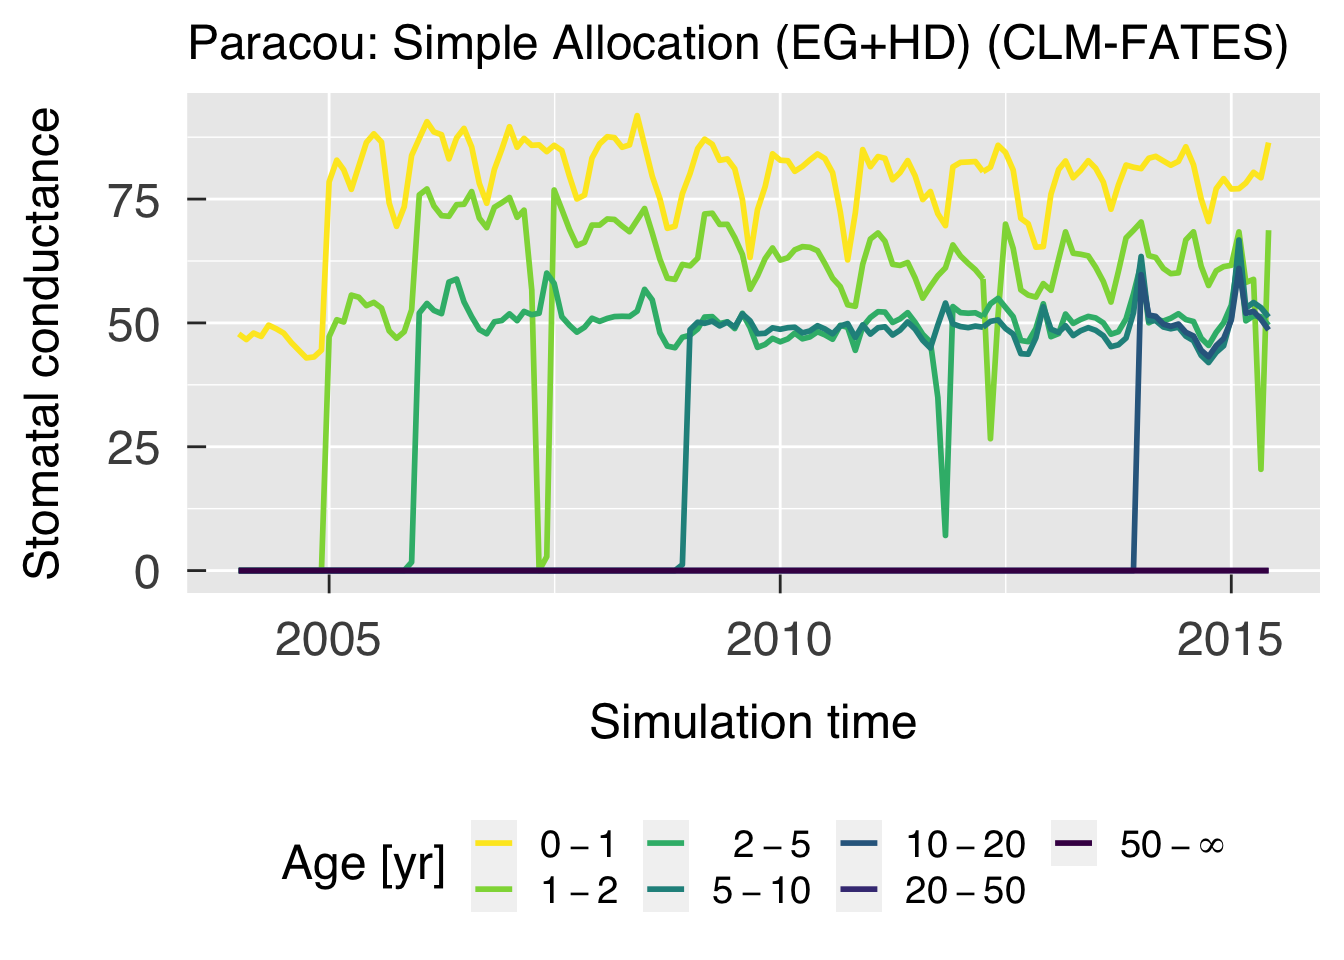 Paracou: Simple Allocation (EG+HD) (CLM-FATES)
Stomatal conductance
75
50
25
0
2005 2010 2015
Simulation time
Age [yr]
0 – 1 2 – 5 10 – 20 50 – ∞
1 – 2 5 – 10 20 – 50